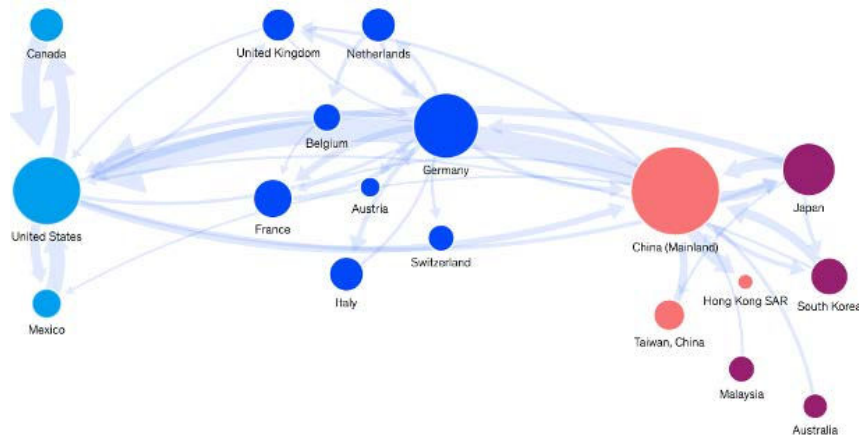 Canada
United Kingdom
Netherlands
Belgium
Germany
United States
France
Austria
Switzerland
Italy
Mexico
China (Mainland)
Japan
Hong Kong SAR
South Korea
Taiwan, China
Malaysia
Australia